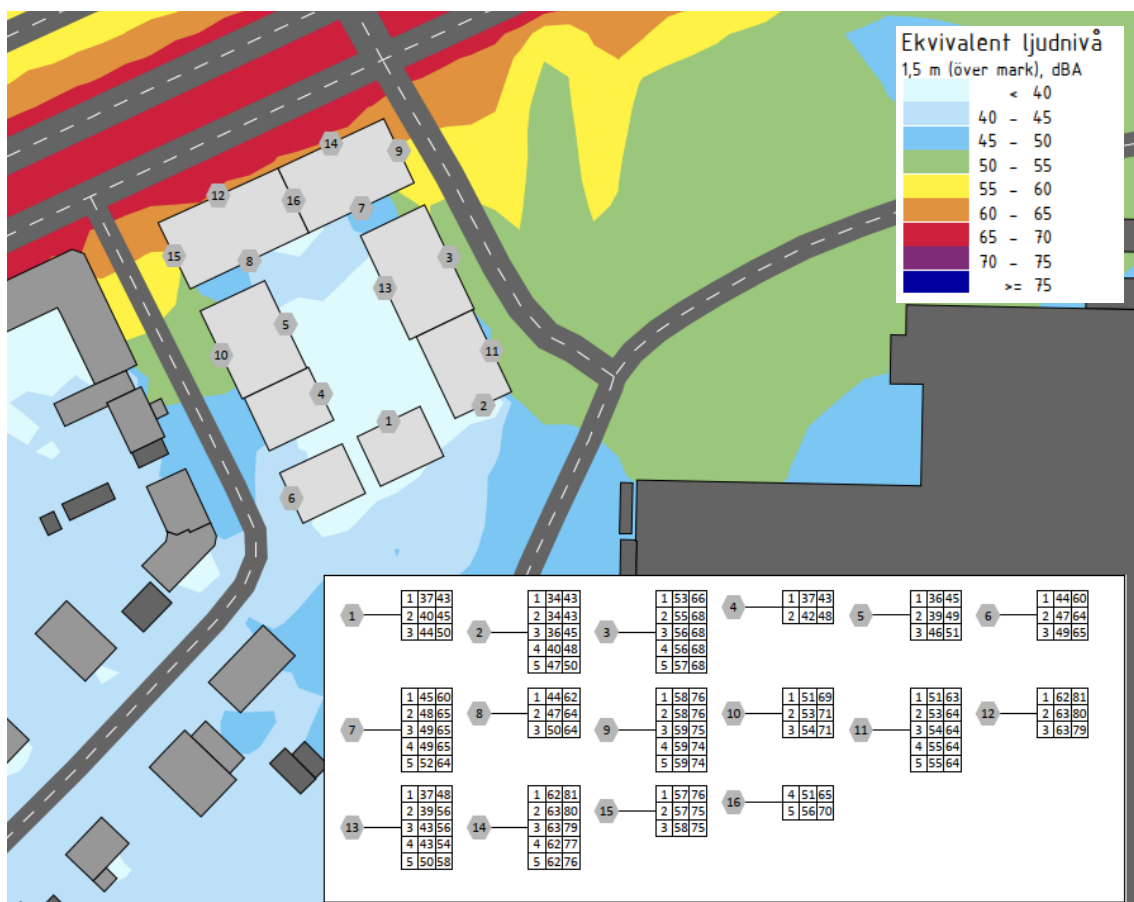 Ekvivalent ljudnivå
1,5 m (över mark), dBA
< 40
40 - 45
45 - 50
50 - 55
55 - 60
60 - 65
65 - 70
70 - 75
>= 75
14
9
12
16
7
15
8
3
13
5
10
11
4
2
1
6
1
1 37 43
2 40 45
3 44 50
2
1 34 43
2 34 43
3 36 45
4 40 48
5 47 50
3
1 53 66
2 55 68
3 56 68
4 56 68
5 57 68
4
1 37 43
2 42 48
5
1 36 45
2 39 49
3 46 51
6
1 44 60
2 47 64
3 49 65
7
1 45 60
2 48 65
3 49 65
4 49 65
5 52 64
8
1 44 62
2 47 64
3 50 64
9
1 58 76
2 58 76
3 59 75
4 59 74
5 59 74
10
1 51 69
2 53 71
3 54 71
11
1 51 63
2 53 64
3 54 64
4 55 64
5 55 64
12
1 62 81
2 63 80
3 63 79
13
1 37 48
2 39 56
3 43 56
4 43 54
5 50 58
14
1 62 81
2 63 80
3 63 79
4 62 77
5 62 76
15
1 57 76
2 57 75
3 58 75
16
4 51 65
5 56 70